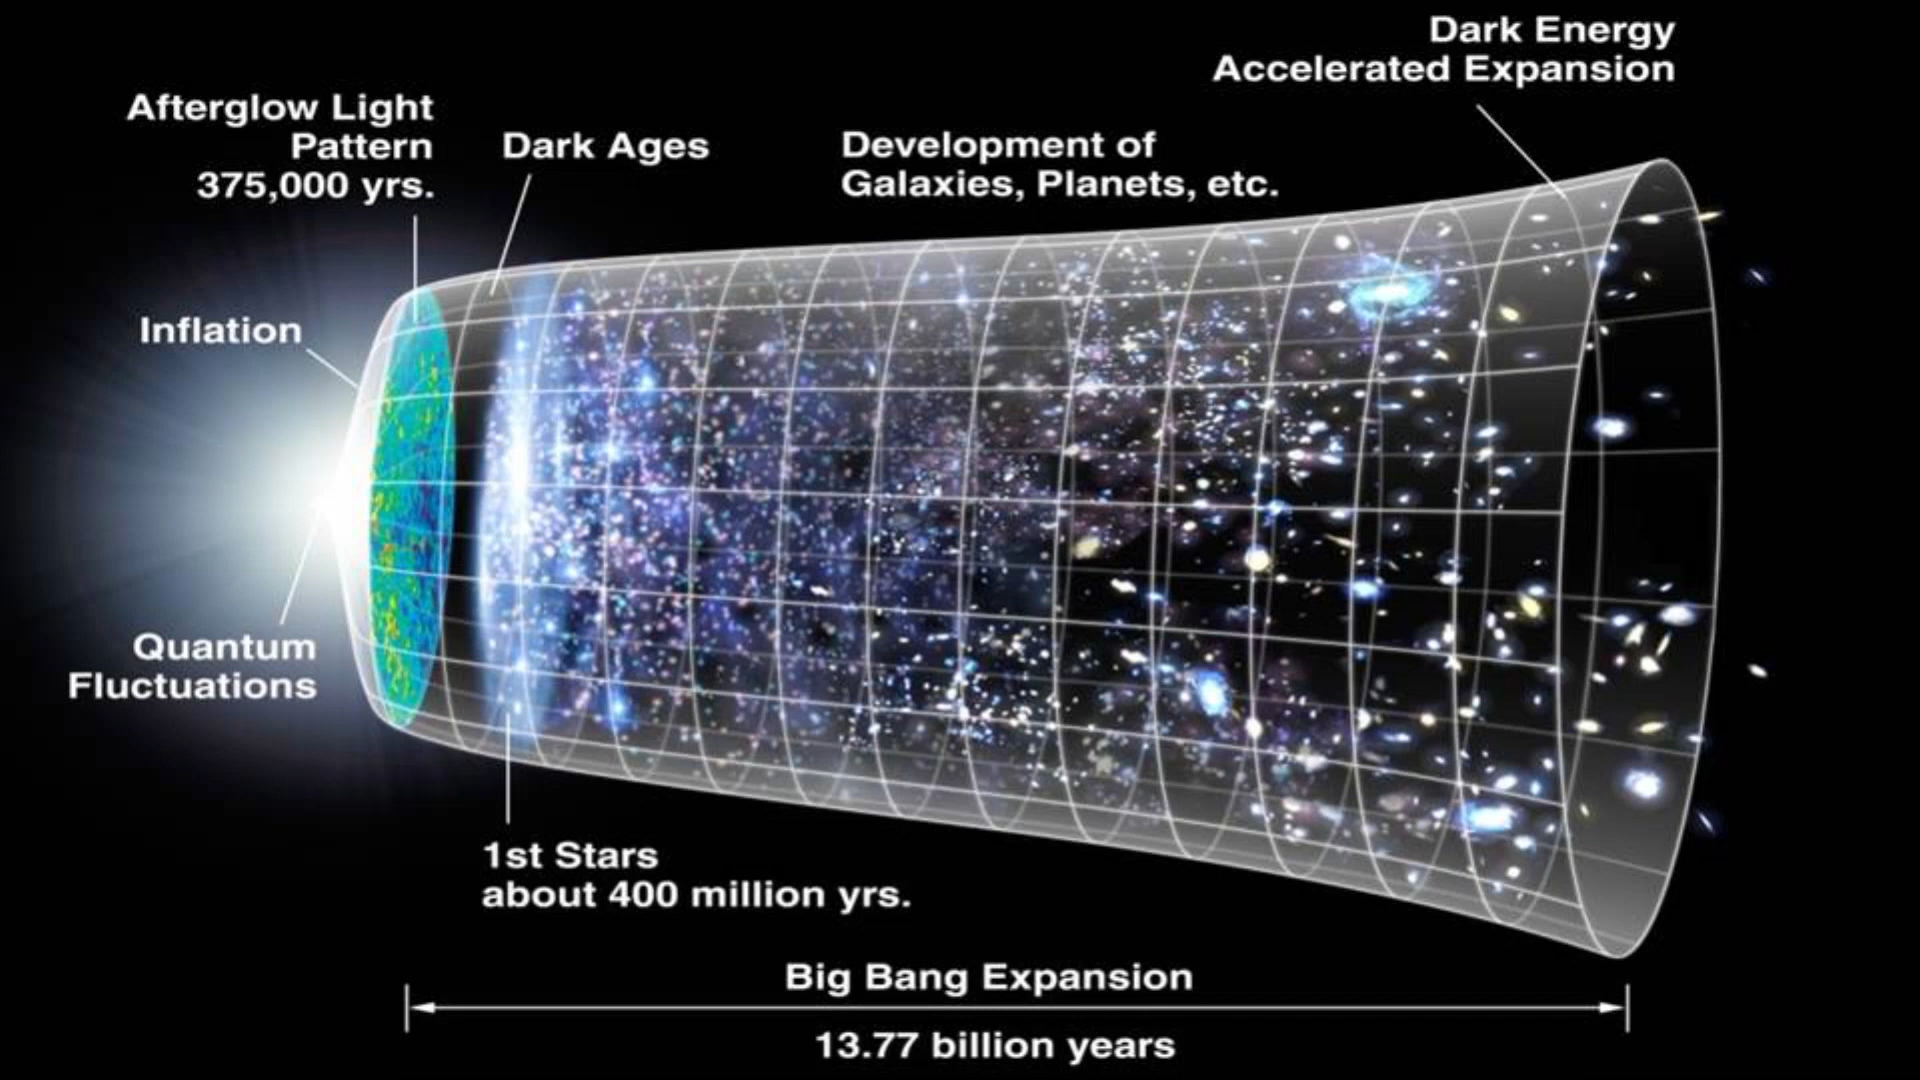 Dark Energy
Accelerated Expansion
Afterglow Light
Pattern
375,000 yrs.
Dark Ages
Development of
Galaxies, Planets, etc.
Inflation
Quantum
Fluctuations
1st Stars
about 400 million yrs.
Big Bang Expansion
13.77 billion years